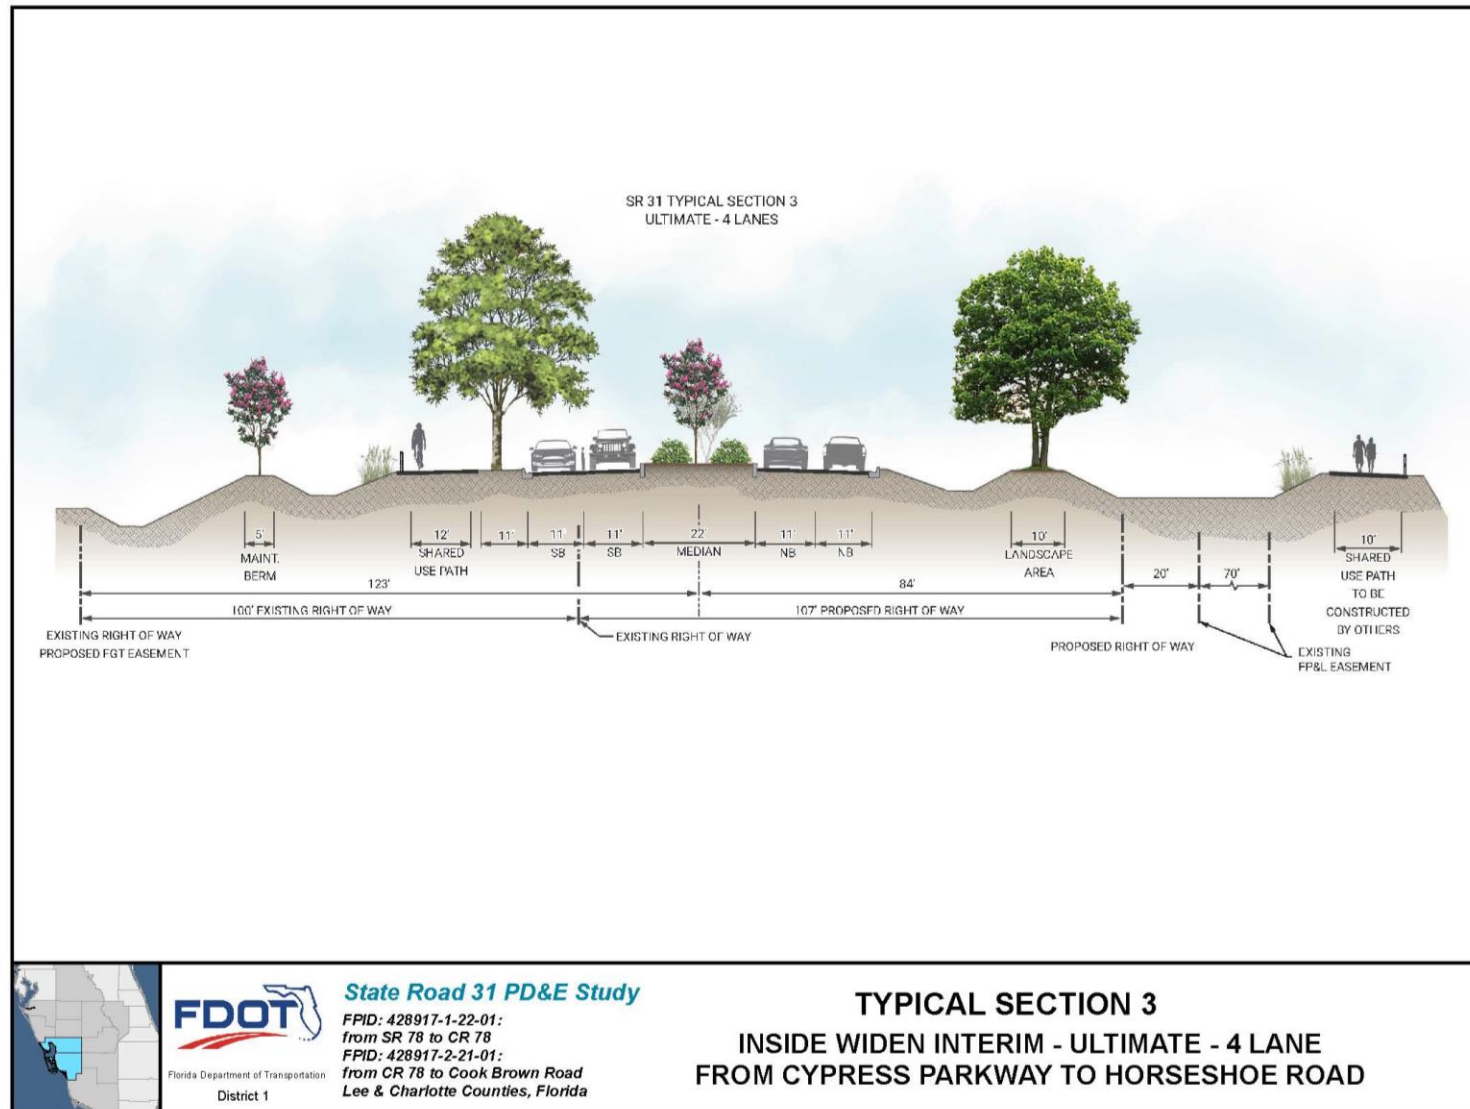 SR 31 TYPICAL SECTION 3
ULTIMATE - 4 LANES
5'
MAINT.
BERM
12'
SHARED
USE PATH
11'
11'
SB
11'
SB
22'
MEDIAN
11'
NB
11'
NB
10'
LANDSCAPE
AREA
20'
70'
10'
SHARED
USE PATH
TO BE
CONSTRUCTED
BY OTHERS
123'
84'
100' EXISTING RIGHT OF WAY
107' PROPOSED RIGHT OF WAY
EXISTING RIGHT OF WAY
PROPOSED FGT EASEMENT
EXISTING RIGHT OF WAY
PROPOSED RIGHT OF WAY
EXISTING
FP&L EASEMENT
FDOT
Florida Department of Transportation
District 1
State Road 31 PD&E Study
FPID: 428917-1-22-01:
from SR 78 to CR 78
FPID: 428917-2-21-01:
from CR 78 to Cook Brown Road
Lee & Charlotte Counties, Florida
TYPICAL SECTION 3
INSIDE WIDEN INTERIM - ULTIMATE - 4 LANE
FROM CYPRESS PARKWAY TO HORSESHOE ROAD